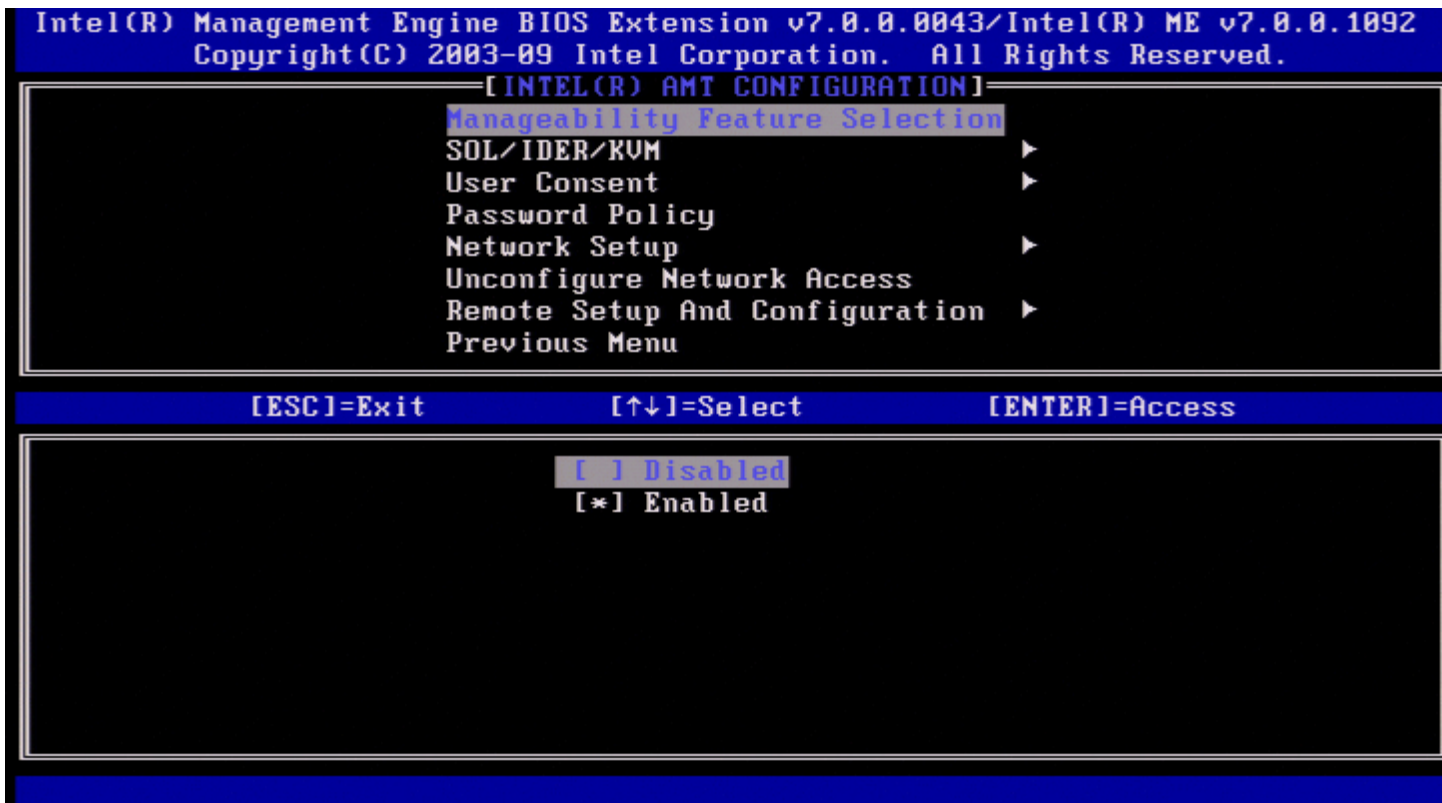 Intel(R) Management Engine BIOS Extension v7.0.0.0043/Intel(R) ME v7.0.0.1092
Copyright(C) 2003-09 Intel Corporation. All Rights Reserved.
[INTEL(R) AMT CONFIGURATION]
Manageability Feature Selection
SOL/IDER/KVM ►
User Consent ►
Password Policy
Network Setup ►
Unconfigure Network Access
Remote Setup And Configuration ►
Previous Menu
[ESC]=Exit [↑↓]=Select [ENTER]=Access
[ ] Disabled
[*] Enabled